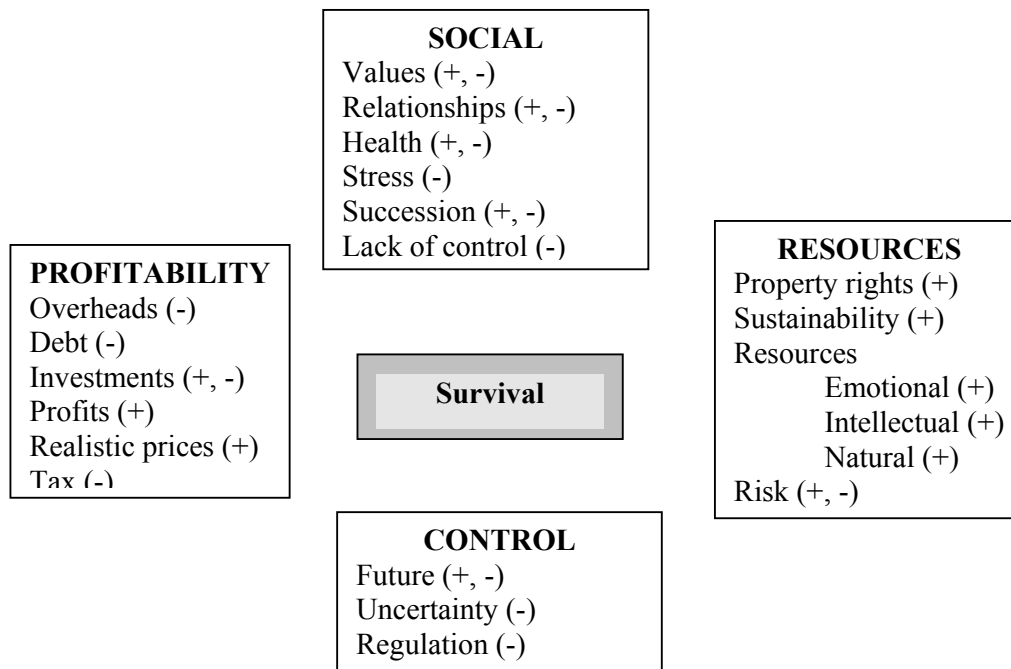 SOCIAL
Values (+, -)
Relationships (+, -)
Health (+, -)
Stress (-)
Succession (+, -)
Lack of control (-)
PROFITABILITY
Overheads (-)
Debt (-)
Investments (+, -)
Profits (+)
Realistic prices (+)
Tax (-)
Survival
RESOURCES
Property rights (+)
Sustainability (+)
Resources
Emotional (+)
Intellectual (+)
Natural (+)
Risk (+, -)
CONTROL
Future (+, -)
Uncertainty (-)
Regulation (-)